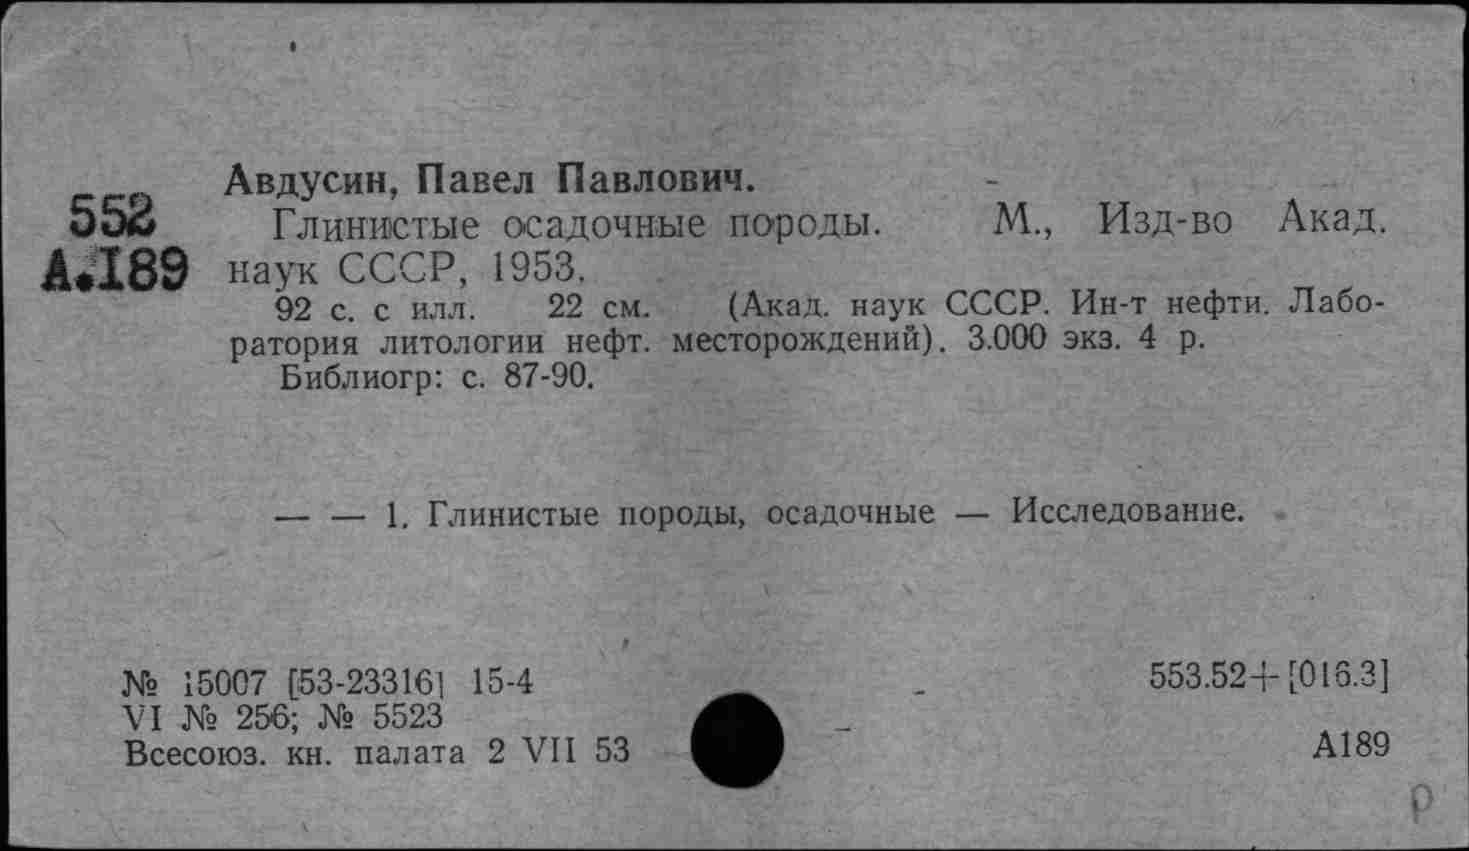 Авдусин, Павел Павлович.
552 Глинистые осадочные породы. М., Изд-во Акад.
А.I89 наук СССР, 1953.
92 с. с илл. 22 см. (Акад. наук СССР. Ин-т нефти. Лабо-
ратория литологии нефт. месторождений). 3.000 экз. 4 р.
Библиогр: с. 87-90.
— — 1. Глинистые породы, осадочные — Исследование.
№ 15007 [53-23316] 15-4
553.52+[016.3]
VI № 256; № 5523
Всесоюз. кн. палата 2 VII 53
А189
р